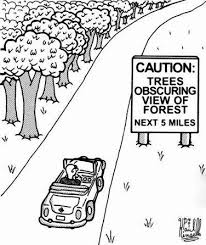 CAUTION:
TREES
OBSCURING
VIEW OF
FOREST
NEXT 5 MILES